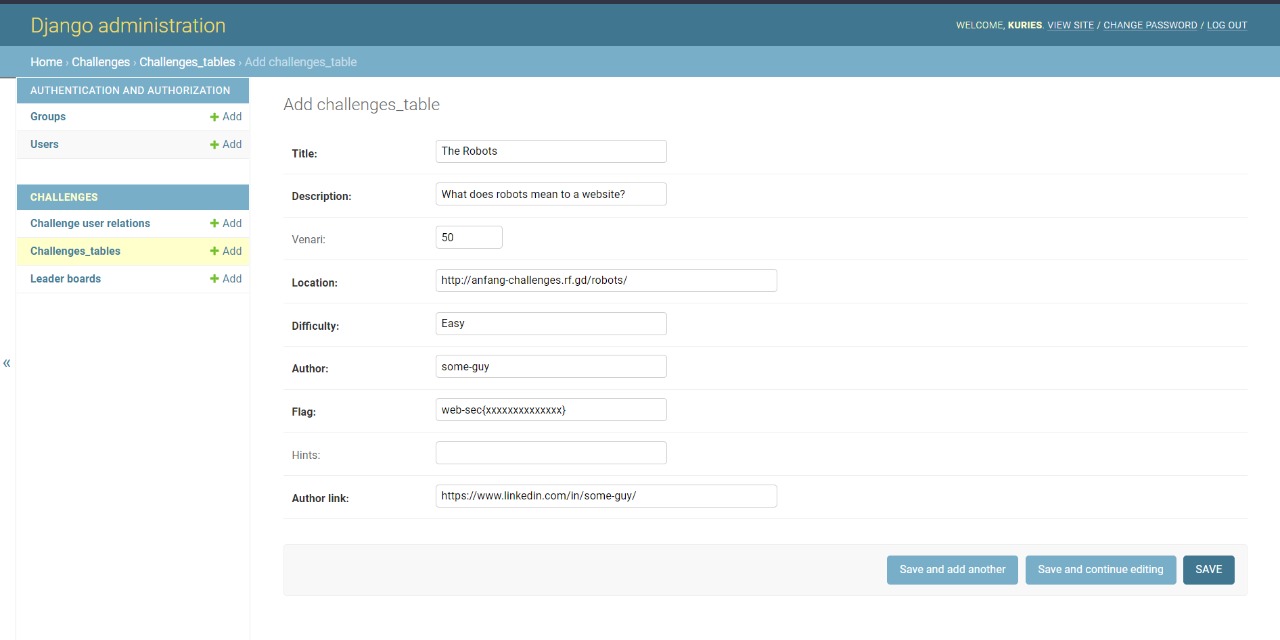 Django administration
WELCOME, KURIES. VIEW SITE / CHANGE PASSWORD / LOG OUT
Home › Challenges › Challenges_tables › Add challenges_table
AUTHENTICATION AND AUTHORIZATION
Groups + Add
Users + Add
CHALLENGES
Challenge user relations + Add
Challenges_tables + Add
Leader boards + Add
«
Add challenges_table
Title: The Robots
Description: What does robots mean to a website?
Venari: 50
Location: http://anfang-challenges.rf.gd/robots/
Difficulty: Easy
Author: some-guy
Flag: web-sec{xxxxxxxxxxxxxx}
Hints:
Author link: https://www.linkedin.com/in/some-guy/
Save and add another Save and continue editing SAVE